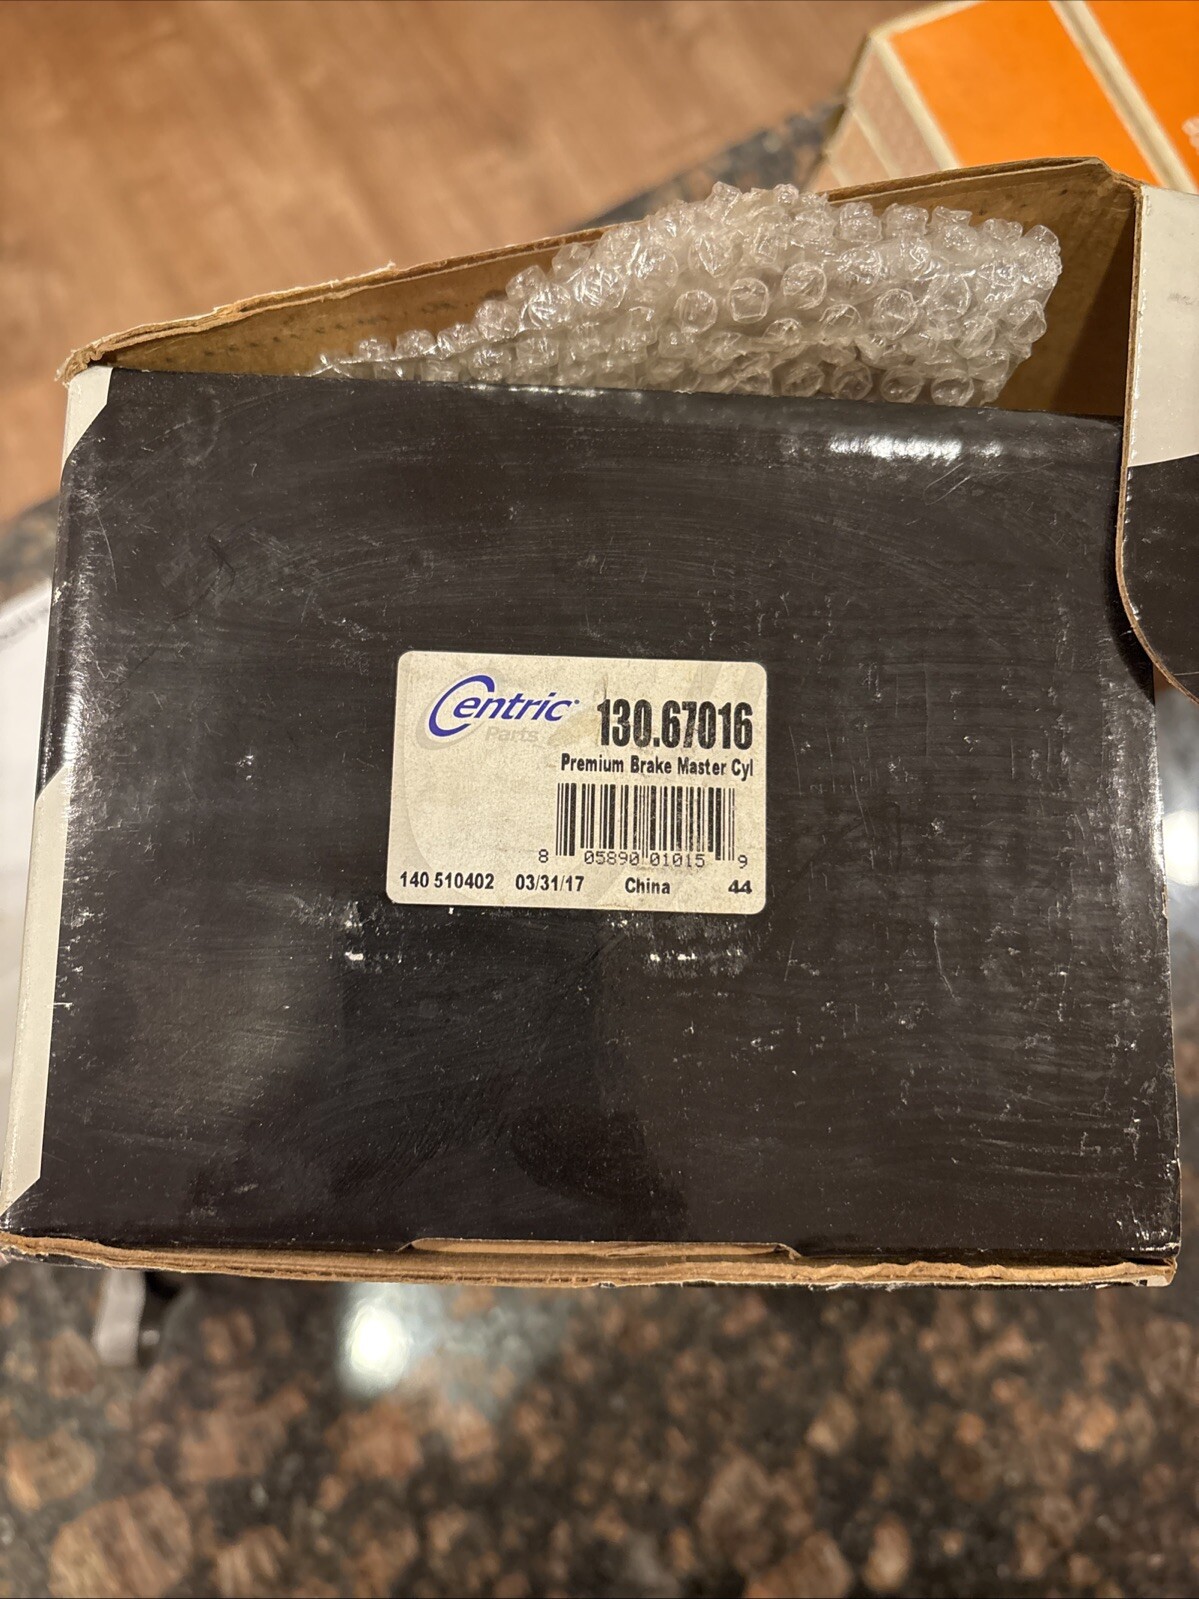 Centric
Parts
130.67016
Premium Brake Master Cyl
8 05890 01015 9
140 510402 03/31/17 China 44